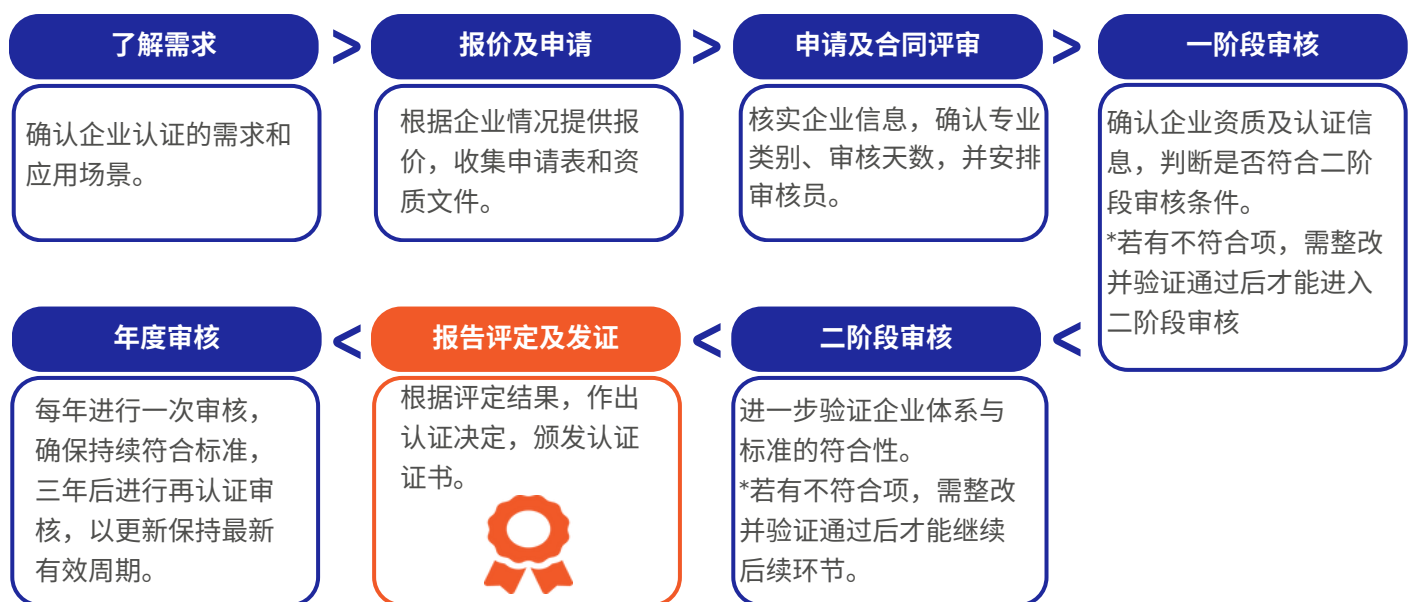 了解需求
确认企业认证的需求和
应用场景。
>
报价及申请
根据企业情况提供报
价，收集申请表和资
质文件。
>
申请及合同评审
核实企业信息，确认专业
类别、审核天数，并安排
审核员。
>
一阶段审核
确认企业资质及认证信
息，判断是否符合二阶
段审核条件。
*若有不符合项，需整改
并验证通过后才能进入
二阶段审核
<
二阶段审核
进一步验证企业体系与
标准的符合性。
*若有不符合项，需整改
并验证通过后才能继续
后续环节。
<
报告评定及发证
根据评定结果，作出
认证决定，颁发认证
证书。
<
年度审核
每年进行一次审核，
确保持续符合标准，
三年后进行再认证审
核，以更新保持最新
有效周期。